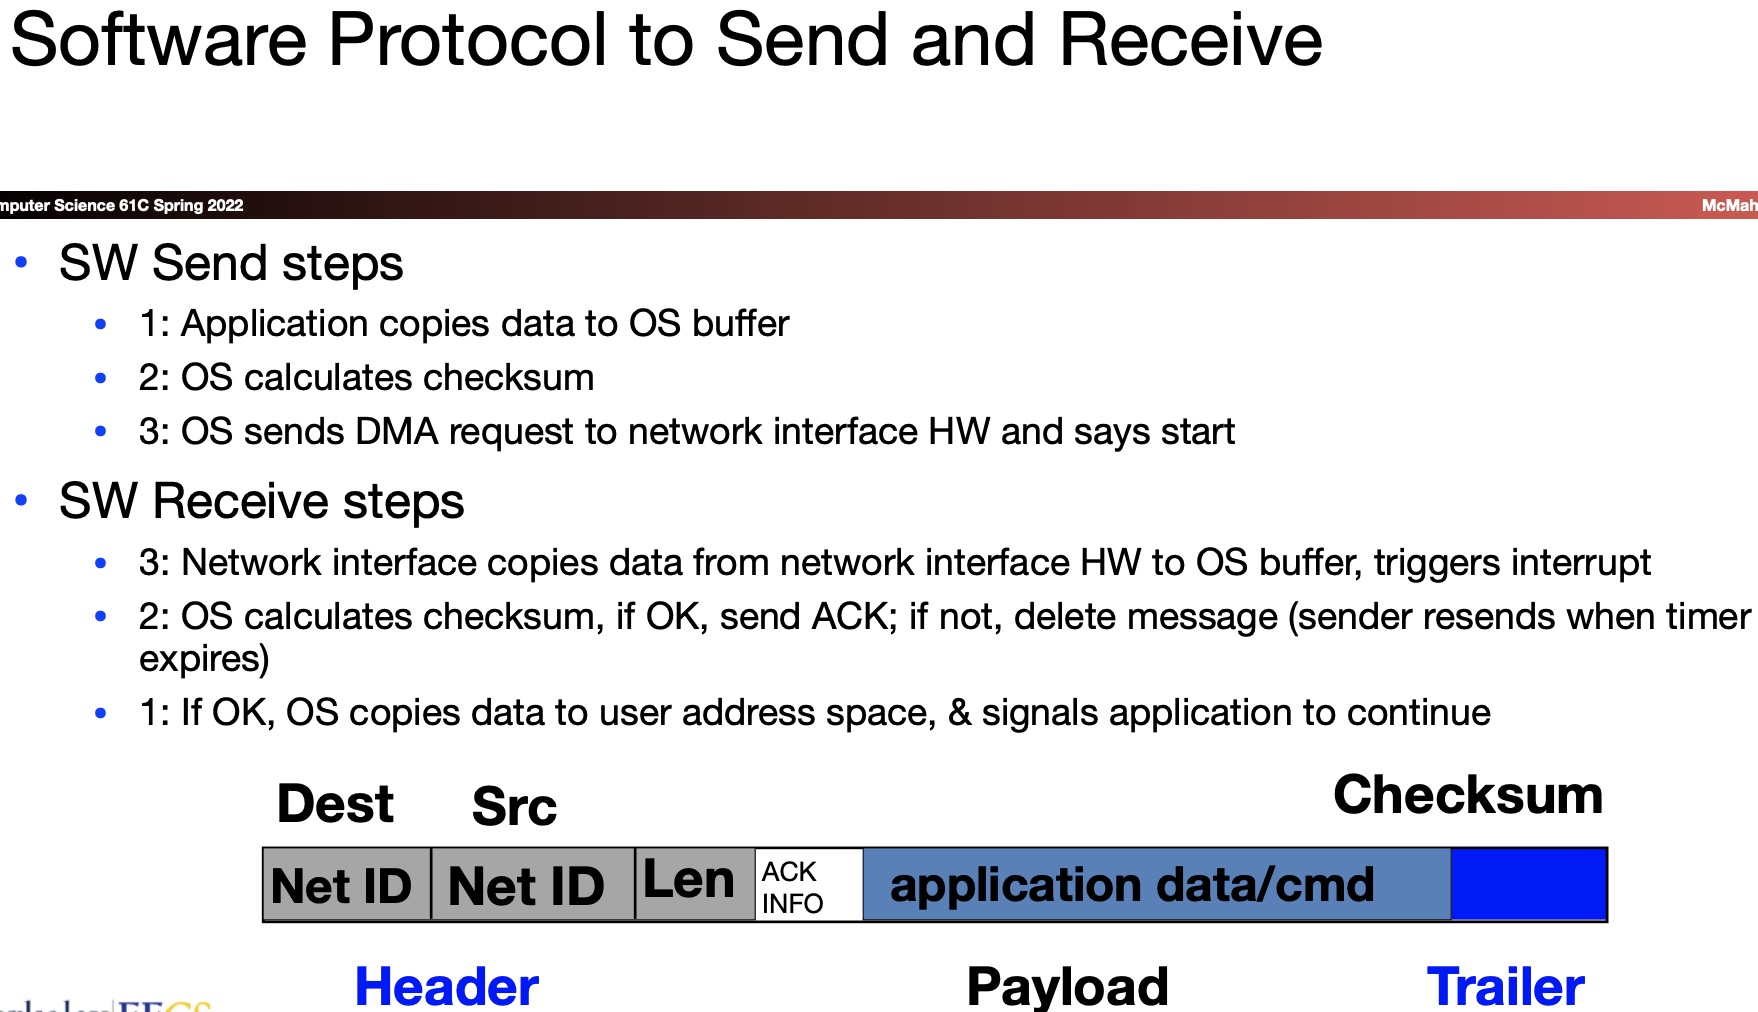 Software Protocol to Send and Receive
mputer Science 61C Spring 2022
McMah
• SW Send steps
• 1: Application copies data to OS buffer
• 2: OS calculates checksum
• 3: OS sends DMA request to network interface HW and says start
• SW Receive steps
• 3: Network interface copies data from network interface HW to OS buffer, triggers interrupt
• 2: OS calculates checksum, if OK, send ACK; if not, delete message (sender resends when timer
expires)
• 1: If OK, OS copies data to user address space, & signals application to continue
Dest Src Checksum
Net ID Net ID Len ACK
INFO application data/cmd
Header Payload Trailer